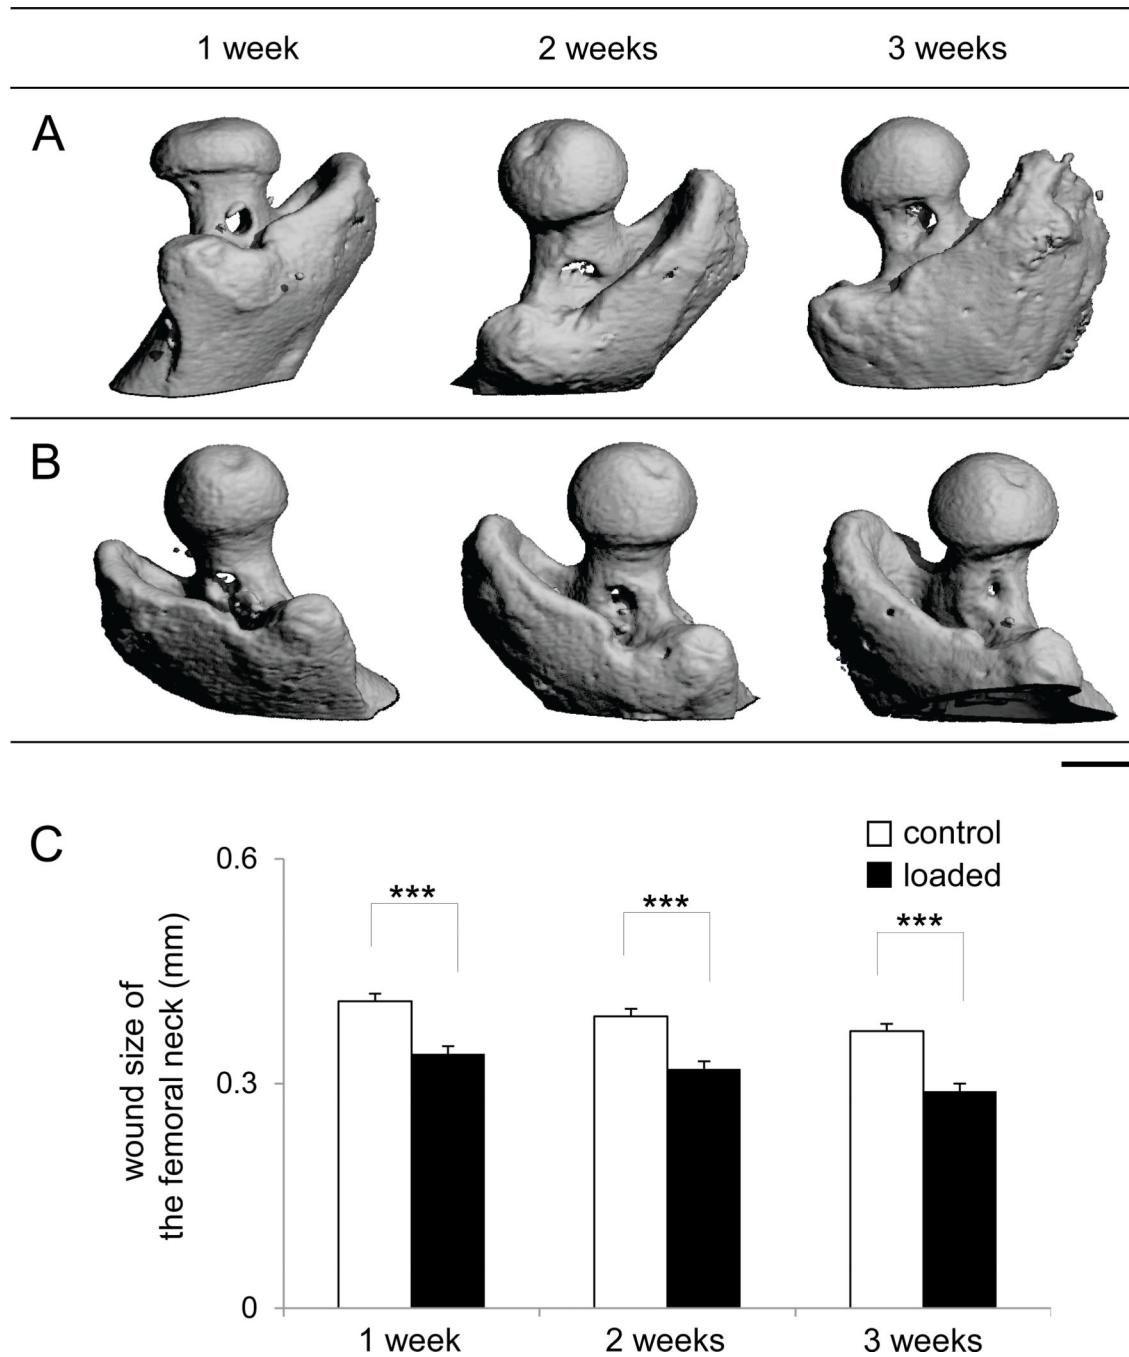 1 week 2 weeks 3 weeks
A
B
C
control
loaded
0.6
***
***
***
wound size of
the femoral neck (mm)
0.3
0
1 week 2 weeks 3 weeks